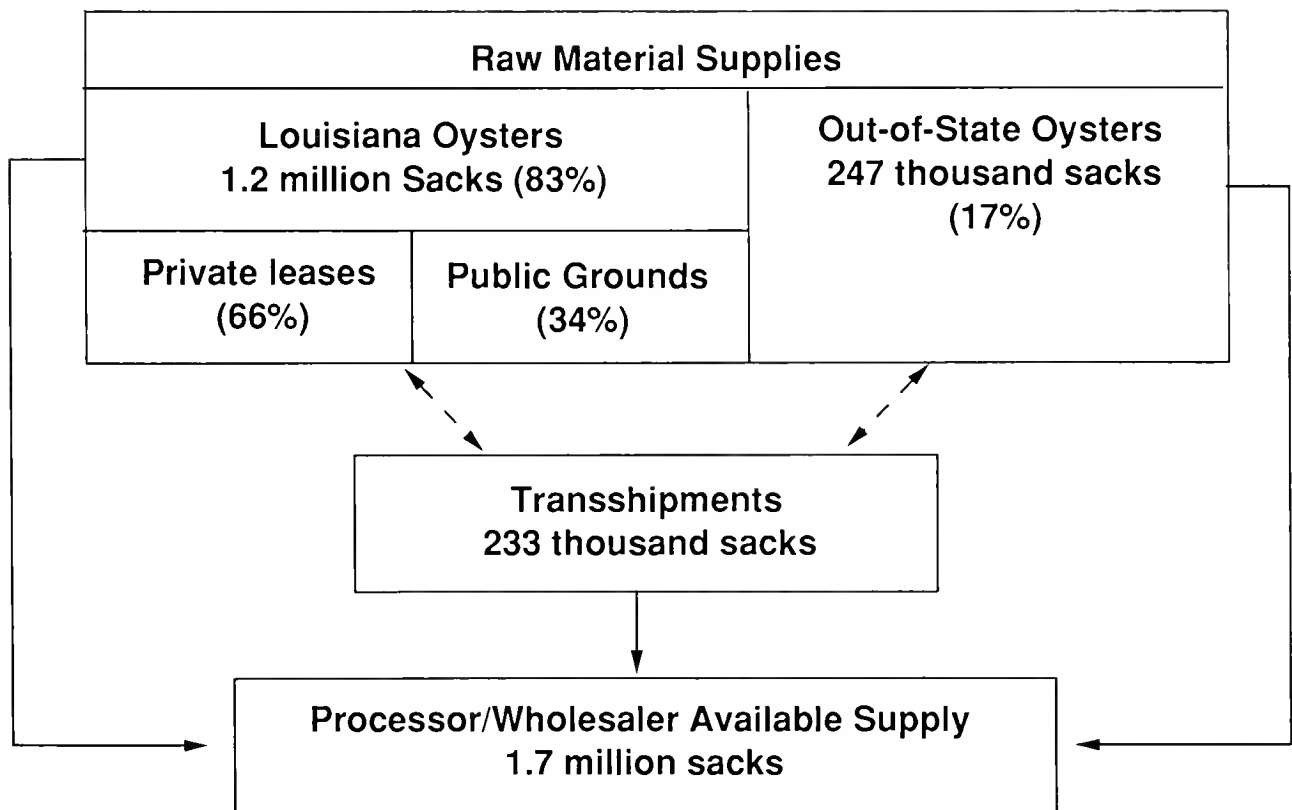 Raw Material Supplies
Louisiana Oysters
1.2 million Sacks (83%)
Out-of-State Oysters
247 thousand sacks
(17%)
Private leases
(66%)
Public Grounds
(34%)
Transshipments
233 thousand sacks
Processor/Wholesaler Available Supply
1.7 million sacks